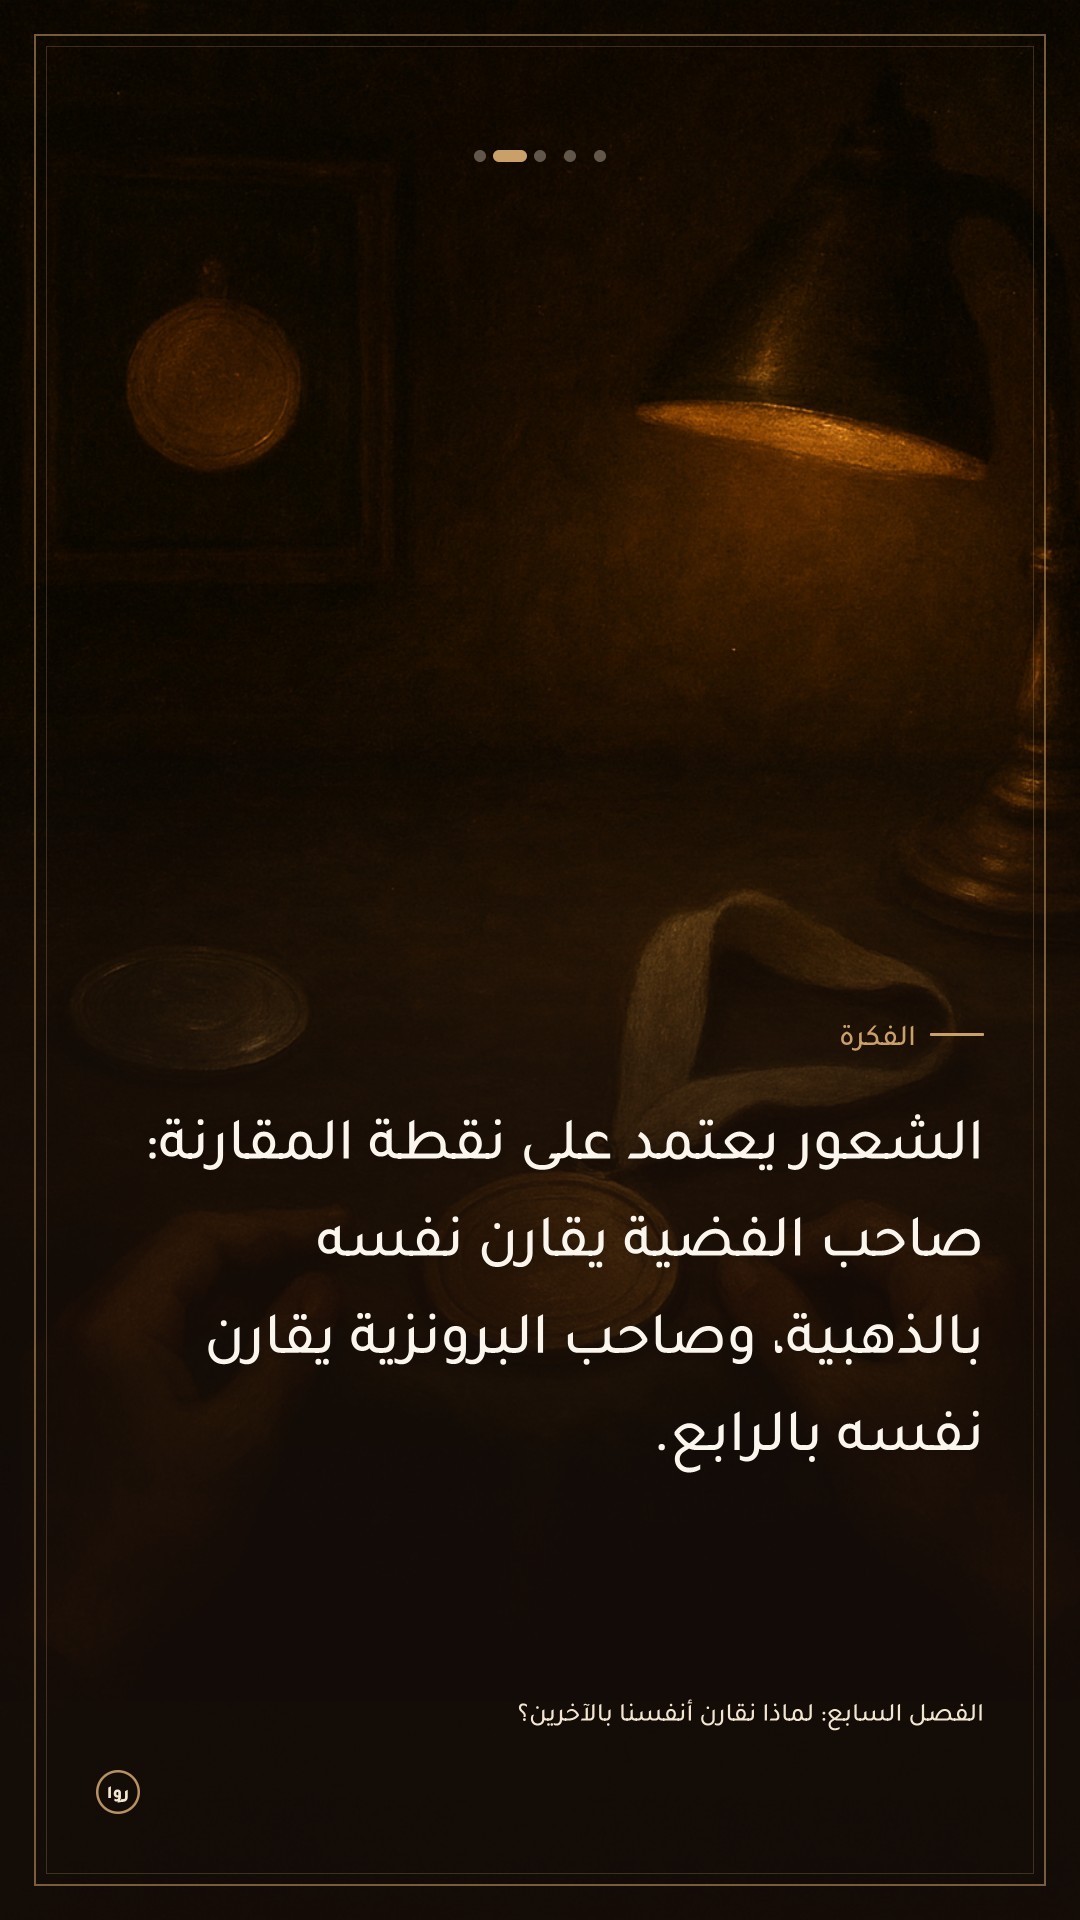 الفكرة
الشعور يعتمد على نقطة المقارنة:
صاحب الفضية يقارن نفسه
بالذهبية، وصاحب البرونزية يقارن
نفسه بالرابع.
الفصل السابع: لماذا نقارن أنفسنا بالآخرين؟
روا